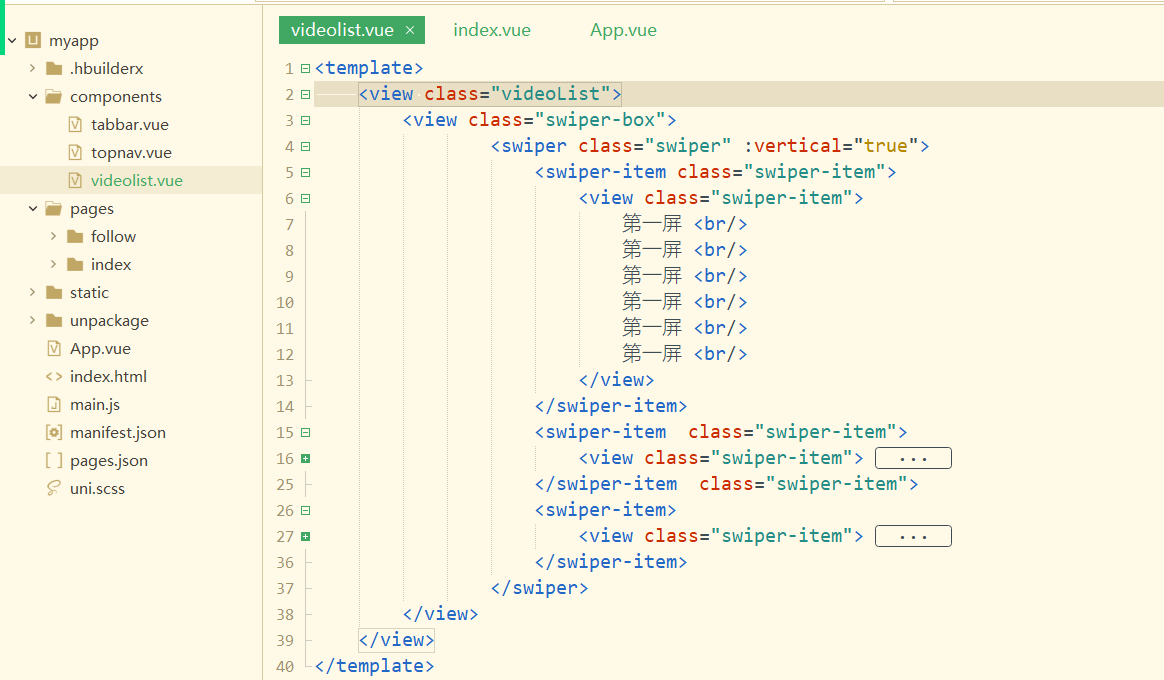 myapp
.hbuilderx
components
tabbar.vue
topnav.vue
videolist.vue
pages
follow
index
static
unpackage
App.vue
index.html
main.js
manifest.json
pages.json
uni.scss
videolist.vue × index.vue App.vue
1 <template>
2 <view class="videoList">
3 <view class="swiper-box">
4 <swiper class="swiper" :vertical="true">
5 <swiper-item class="swiper-item">
6 <view class="swiper-item">
7 第一屏 <br/>
8 第一屏 <br/>
9 第一屏 <br/>
10 第一屏 <br/>
11 第一屏 <br/>
12 第一屏 <br/>
13 </view>
14 </swiper-item>
15 <swiper-item  class="swiper-item">
16 <view class="swiper-item"> ...
25 </swiper-item  class="swiper-item">
26 <swiper-item>
27 <view class="swiper-item"> ...
36 </swiper-item>
37 </swiper>
38 </view>
39 </view>
40 </template>